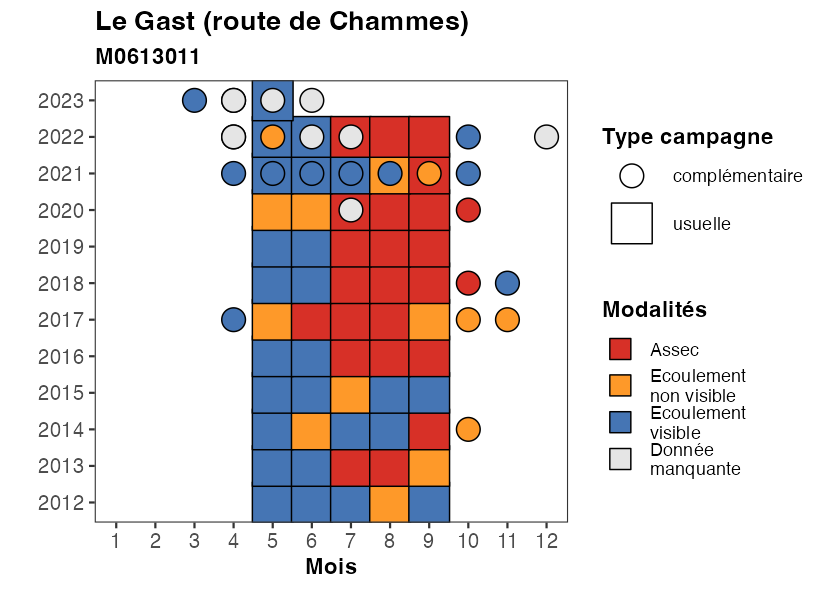 Le Gast (route de Chammes)
M0613011
2023
2022
2021
2020
2019
2018
2017
2016
2015
2014
2013
2012
1 2 3 4 5 6 7 8 9 10 11 12
Mois
Type campagne
complémentaire
usuelle
Modalités
Assec
Ecoulement
non visible
Ecoulement
visible
Donnée
manquante